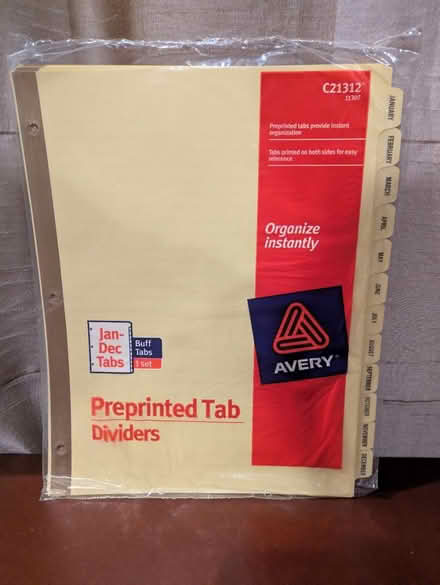 C21312
11307
Preprinted tabs provide instant
organization
Tabs printed on both sides for easy
reference
Organize
instantly
AVERY
Jan-
Dec
Tabs
Buff
Tabs
1 set
Preprinted Tab
Dividers
JANUARY
FEBRUARY
MARCH
APRIL
MAY
JUNE
JULY
AUGUST
SEPTEMBER
OCTOBER
NOVEMBER
DECEMBER